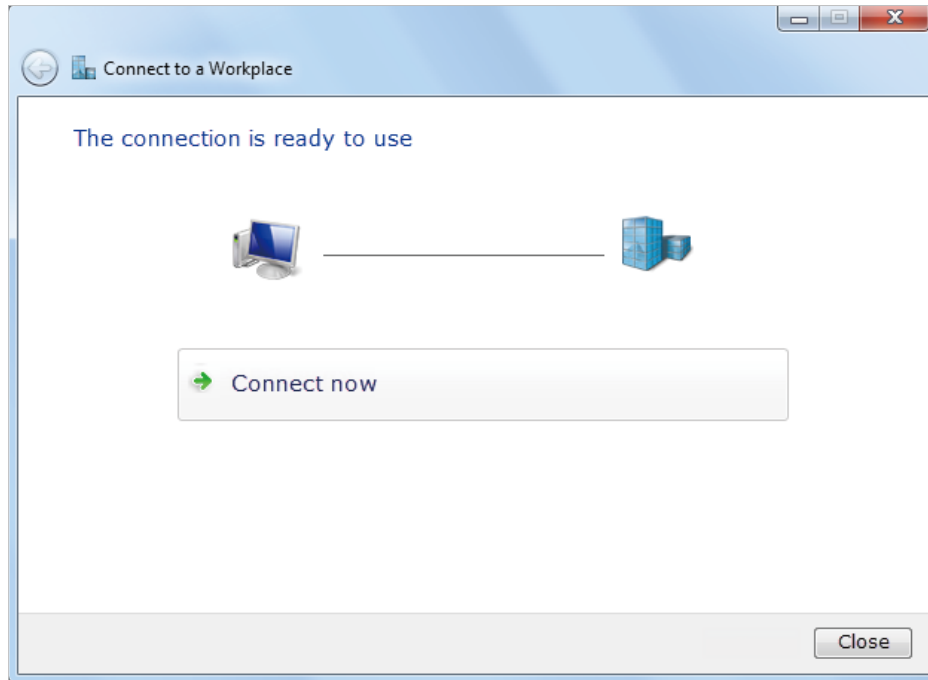 Connect to a Workplace
The connection is ready to use
Connect now
Close